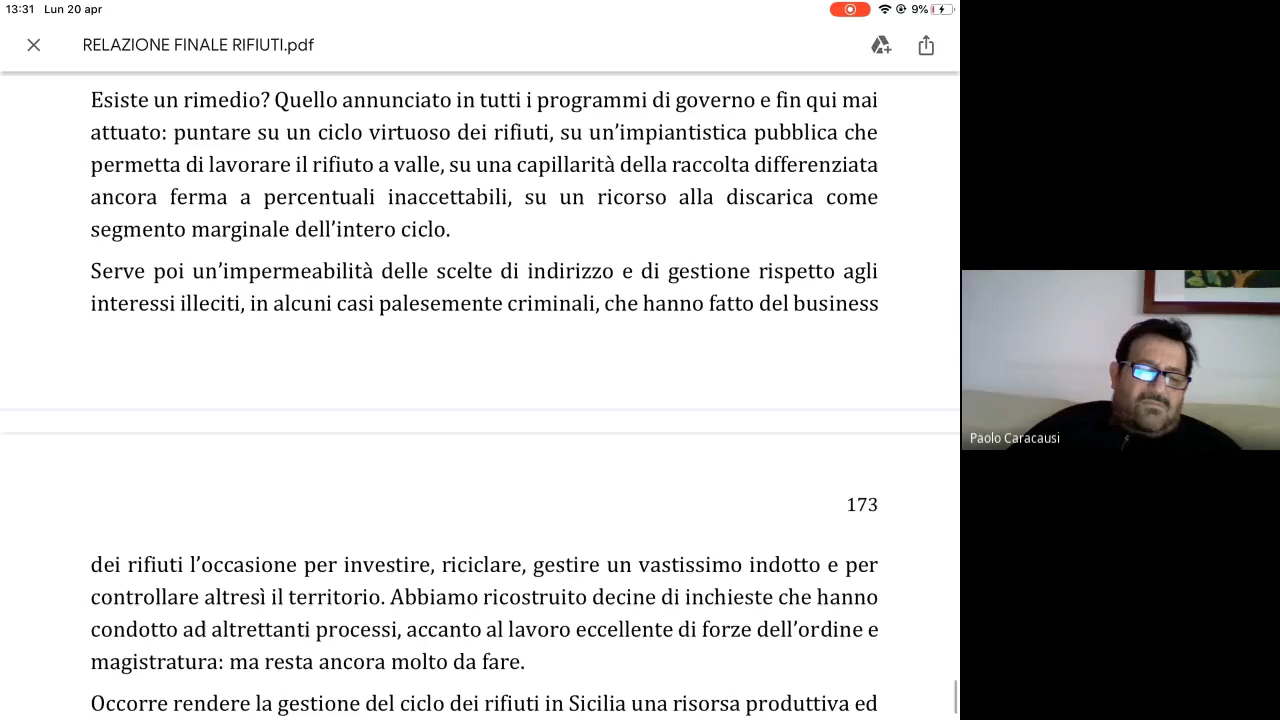 13:31 Lun 20 apr 9%
RELAZIONE FINALE RIFIUTI.pdf
Esiste un rimedio? Quello annunciato in tutti i programmi di governo e fin qui mai
attuato: puntare su un ciclo virtuoso dei rifiuti, su un’impiantistica pubblica che
permetta di lavorare il rifiuto a valle, su una capillarità della raccolta differenziata
ancora ferma a percentuali inaccettabili, su un ricorso alla discarica come
segmento marginale dell’intero ciclo.
Serve poi un’impermeabilità delle scelte di indirizzo e di gestione rispetto agli
interessi illeciti, in alcuni casi palesemente criminali, che hanno fatto del business
Paolo Caracausi
173
dei rifiuti l’occasione per investire, riciclare, gestire un vastissimo indotto e per
controllare altresì il territorio. Abbiamo ricostruito decine di inchieste che hanno
condotto ad altrettanti processi, accanto al lavoro eccellente di forze dell’ordine e
magistratura: ma resta ancora molto da fare.
Occorre rendere la gestione del ciclo dei rifiuti in Sicilia una risorsa produttiva ed